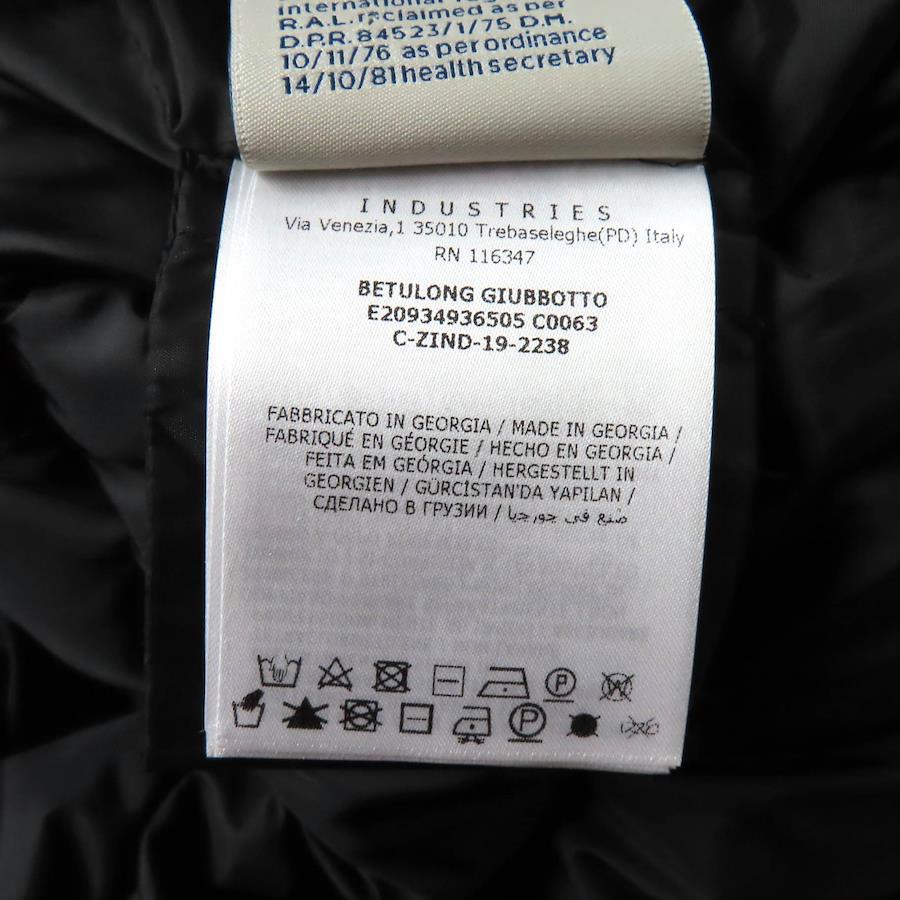 international
R.A.L. reclaimed as per
D.P.R. 84523/1/75 D.M.
10/11/76 as per ordinance
14/10/81 health secretary
INDUSTRIES
Via Venezia,1 35010 Trebaseleghe(PD) Italy
RN 116347
BETULONG GIUBBOTTO
E20934936505 C0063
C-ZIND-19-2238
FABBRICATO IN GEORGIA / MADE IN GEORGIA /
FABRIQUÉ EN GÉORGIE / HECHO EN GEORGIA /
FEITA EM GEÓRGIA / HERGESTELLT IN
GEORGIEN / GÜRCİSTAN'DA YAPILAN /
СДЕЛАНО В ГРУЗИИ / صنع في جورجيا
P W
P